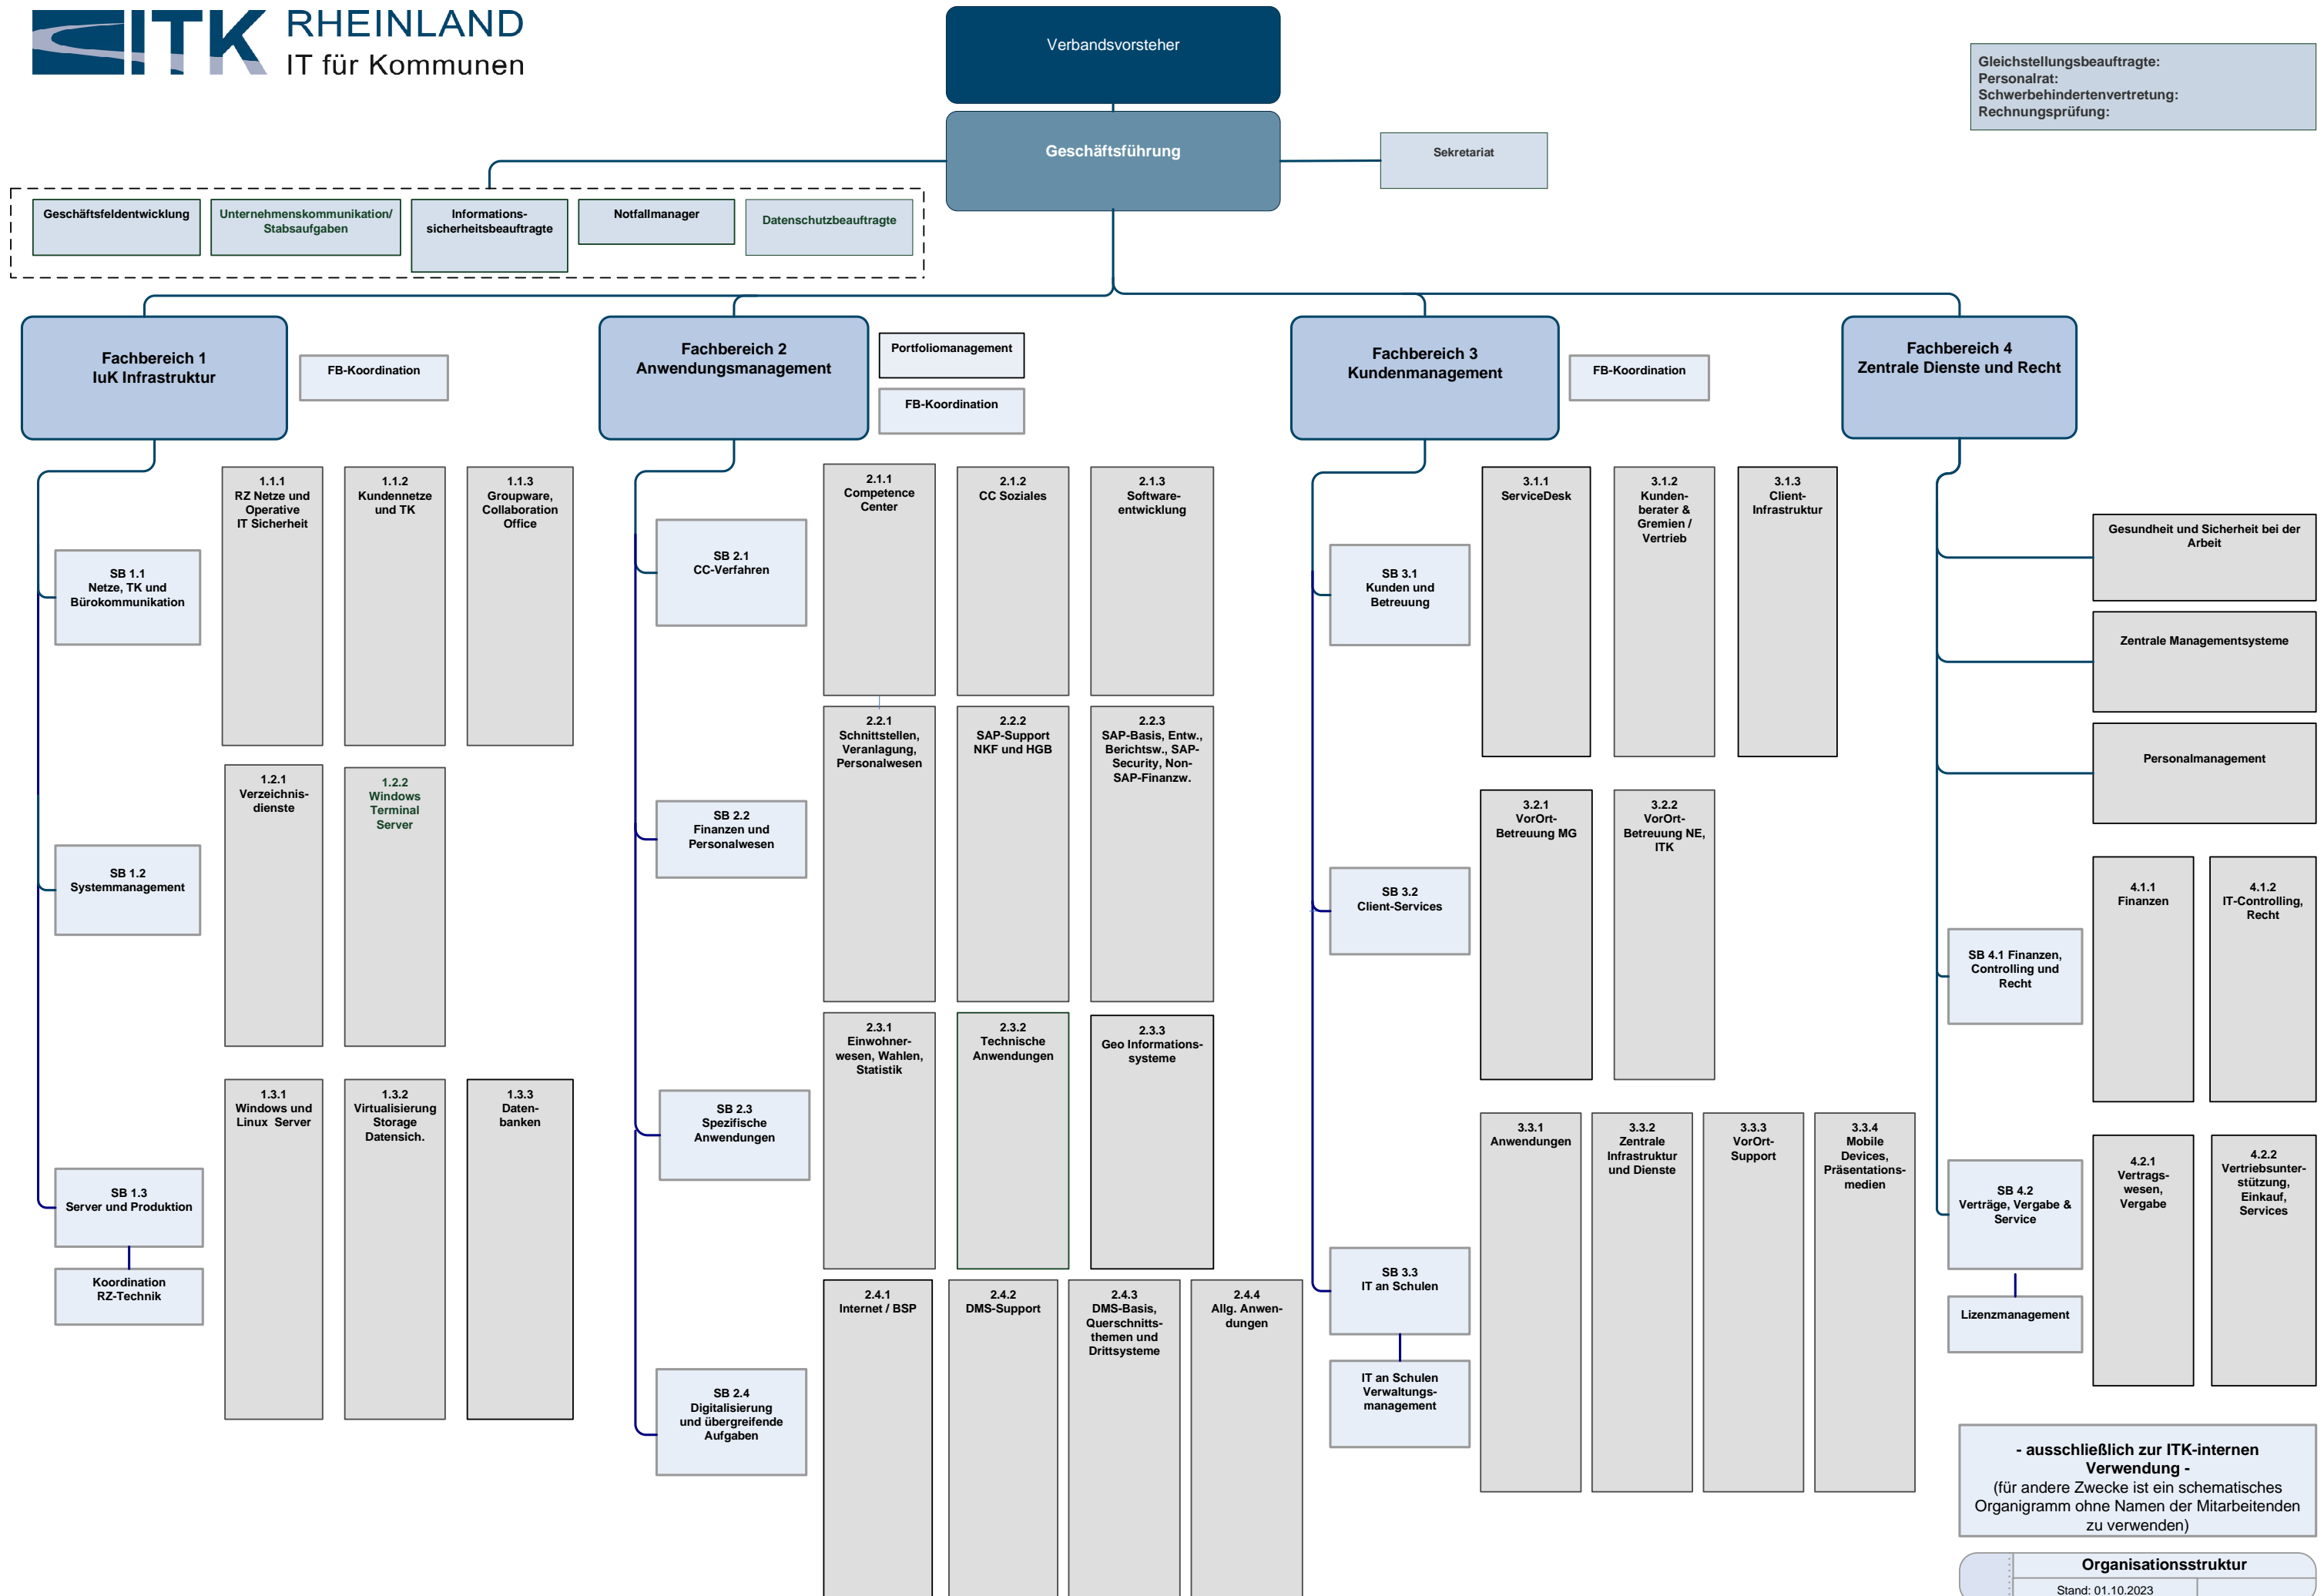 ITK RHEINLAND
IT für Kommunen
Verbandsvorsteher
Gleichstellungsbeauftragte:
Personalrat:
Schwerbehindertenvertretung:
Rechnungsprüfung:
Geschäftsführung
Sekretariat
Geschäftsfeldentwicklung
Unternehmenskommunikation/
Stabsaufgaben
Informations-
sicherheitsbeauftragte
Notfallmanager
Datenschutzbeauftragte
Fachbereich 1
IuK Infrastruktur
FB-Koordination
Fachbereich 2
Anwendungsmanagement
Portfoliomanagement
FB-Koordination
Fachbereich 3
Kundenmanagement
FB-Koordination
Fachbereich 4
Zentrale Dienste und Recht
SB 1.1
Netze, TK und
Bürokommunikation
1.1.1
RZ Netze und
Operative
IT Sicherheit
1.1.2
Kundennetze
und TK
1.1.3
Groupware,
Collaboration
Office
SB 1.2
Systemmanagement
1.2.1
Verzeichnis-
dienste
1.2.2
Windows
Terminal
Server
SB 1.3
Server und Produktion
Koordination
RZ-Technik
1.3.1
Windows und
Linux Server
1.3.2
Virtualisierung
Storage
Datensich.
1.3.3
Daten-
banken
SB 2.1
CC-Verfahren
2.1.1
Competence
Center
2.1.2
CC Soziales
2.1.3
Software-
entwicklung
SB 2.2
Finanzen und
Personalwesen
2.2.1
Schnittstellen,
Veranlagung,
Personalwesen
2.2.2
SAP-Support
NKF und HGB
2.2.3
SAP-Basis, Entw.,
Berichtsw., SAP-
Security, Non-
SAP-Finanzw.
SB 2.3
Spezifische
Anwendungen
2.3.1
Einwohner-
wesen, Wahlen,
Statistik
2.3.2
Technische
Anwendungen
2.3.3
Geo Informations-
systeme
SB 2.4
Digitalisierung
und übergreifende
Aufgaben
2.4.1
Internet / BSP
2.4.2
DMS-Support
2.4.3
DMS-Basis,
Querschnitts-
themen und
Drittsysteme
2.4.4
Allg. Anwen-
dungen
SB 3.1
Kunden und
Betreuung
3.1.1
ServiceDesk
3.1.2
Kunden-
berater &
Gremien /
Vertrieb
3.1.3
Client-
Infrastruktur
SB 3.2
Client-Services
3.2.1
VorOrt-
Betreuung MG
3.2.2
VorOrt-
Betreuung NE,
ITK
SB 3.3
IT an Schulen
IT an Schulen
Verwaltungs-
management
3.3.1
Anwendungen
3.3.2
Zentrale
Infrastruktur
und Dienste
3.3.3
VorOrt-
Support
3.3.4
Mobile
Devices,
Präsentations-
medien
Gesundheit und Sicherheit bei der
Arbeit
Zentrale Managementsysteme
Personalmanagement
SB 4.1 Finanzen,
Controlling und
Recht
4.1.1
Finanzen
4.1.2
IT-Controlling,
Recht
SB 4.2
Verträge, Vergabe &
Service
Lizenzmanagement
4.2.1
Vertrags-
wesen,
Vergabe
4.2.2
Vertriebsunter-
stützung,
Einkauf,
Services
- ausschließlich zur ITK-internen
Verwendung -
(für andere Zwecke ist ein schematisches
Organigramm ohne Namen der Mitarbeitenden
zu verwenden)
Organisationsstruktur
Stand: 01.10.2023